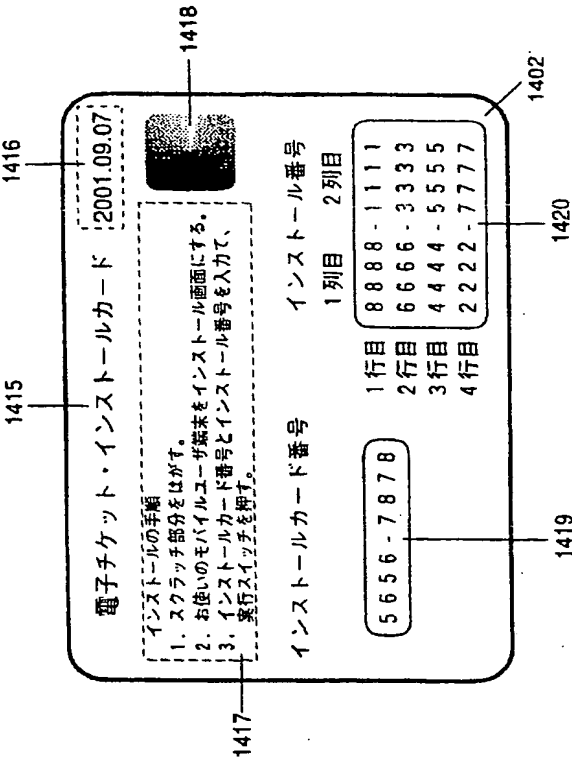 1415
1416
1418
電子チケット・インストールカード
2001.09.07
インストールの手順
1. スクラッチ部分をはがす。
2. お使いのモバイルユーザ端末をインストール画面にする。
3. インストールカード番号とインストール番号を入力て、
実行スイッチを押す。
1417
インストールカード番号
インストール番号
1列目 2列目
5656-7878
1行目 8888-1111
2行目 6666-3333
3行目 4444-5555
4行目 2222-7777
1402
1419
1420